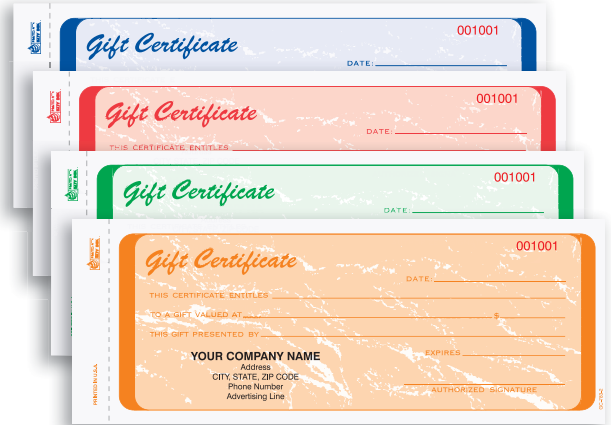 001001
Gift Certificate
DATE:
001001
Gift Certificate
DATE:
THIS CERTIFICATE ENTITLES
001001
Gift Certificate
DATE:
001001
Gift Certificate
DATE:
THIS CERTIFICATE ENTITLES
TO A GIFT VALUED AT $
THIS GIFT PRESENTED BY
YOUR COMPANY NAME
EXPIRES
Address
CITY, STATE, ZIP CODE
Phone Number
AUTHORIZED SIGNATURE
Advertising Line
PRINTED IN U.S.A.